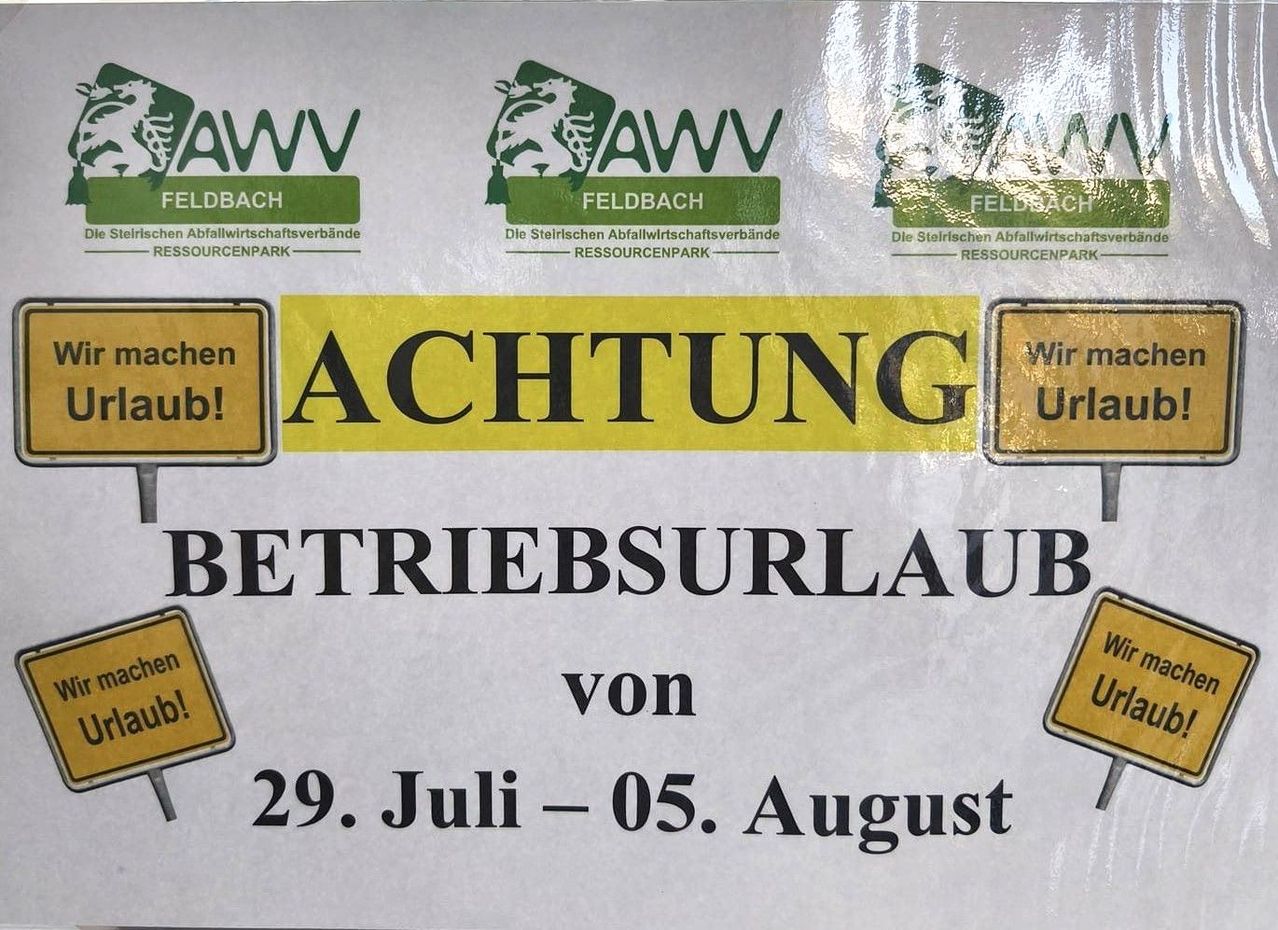 AWV
FELDBACH
Die Steirischen Abfallwirtschaftsverbände
RESSOURCENPARK
AWV
FELDBACH
Die Steirischen Abfallwirtschaftsverbände
RESSOURCENPARK
AWV
FELDBACH
Die Steirischen Abfallwirtschaftsverbände
RESSOURCENPARK
Wir machen
Urlaub!
ACHTUNG
Wir machen
Urlaub!
BETRIEBSURLAUB
Wir machen
Urlaub!
von
Wir machen
Urlaub!
29. Juli – 05. August